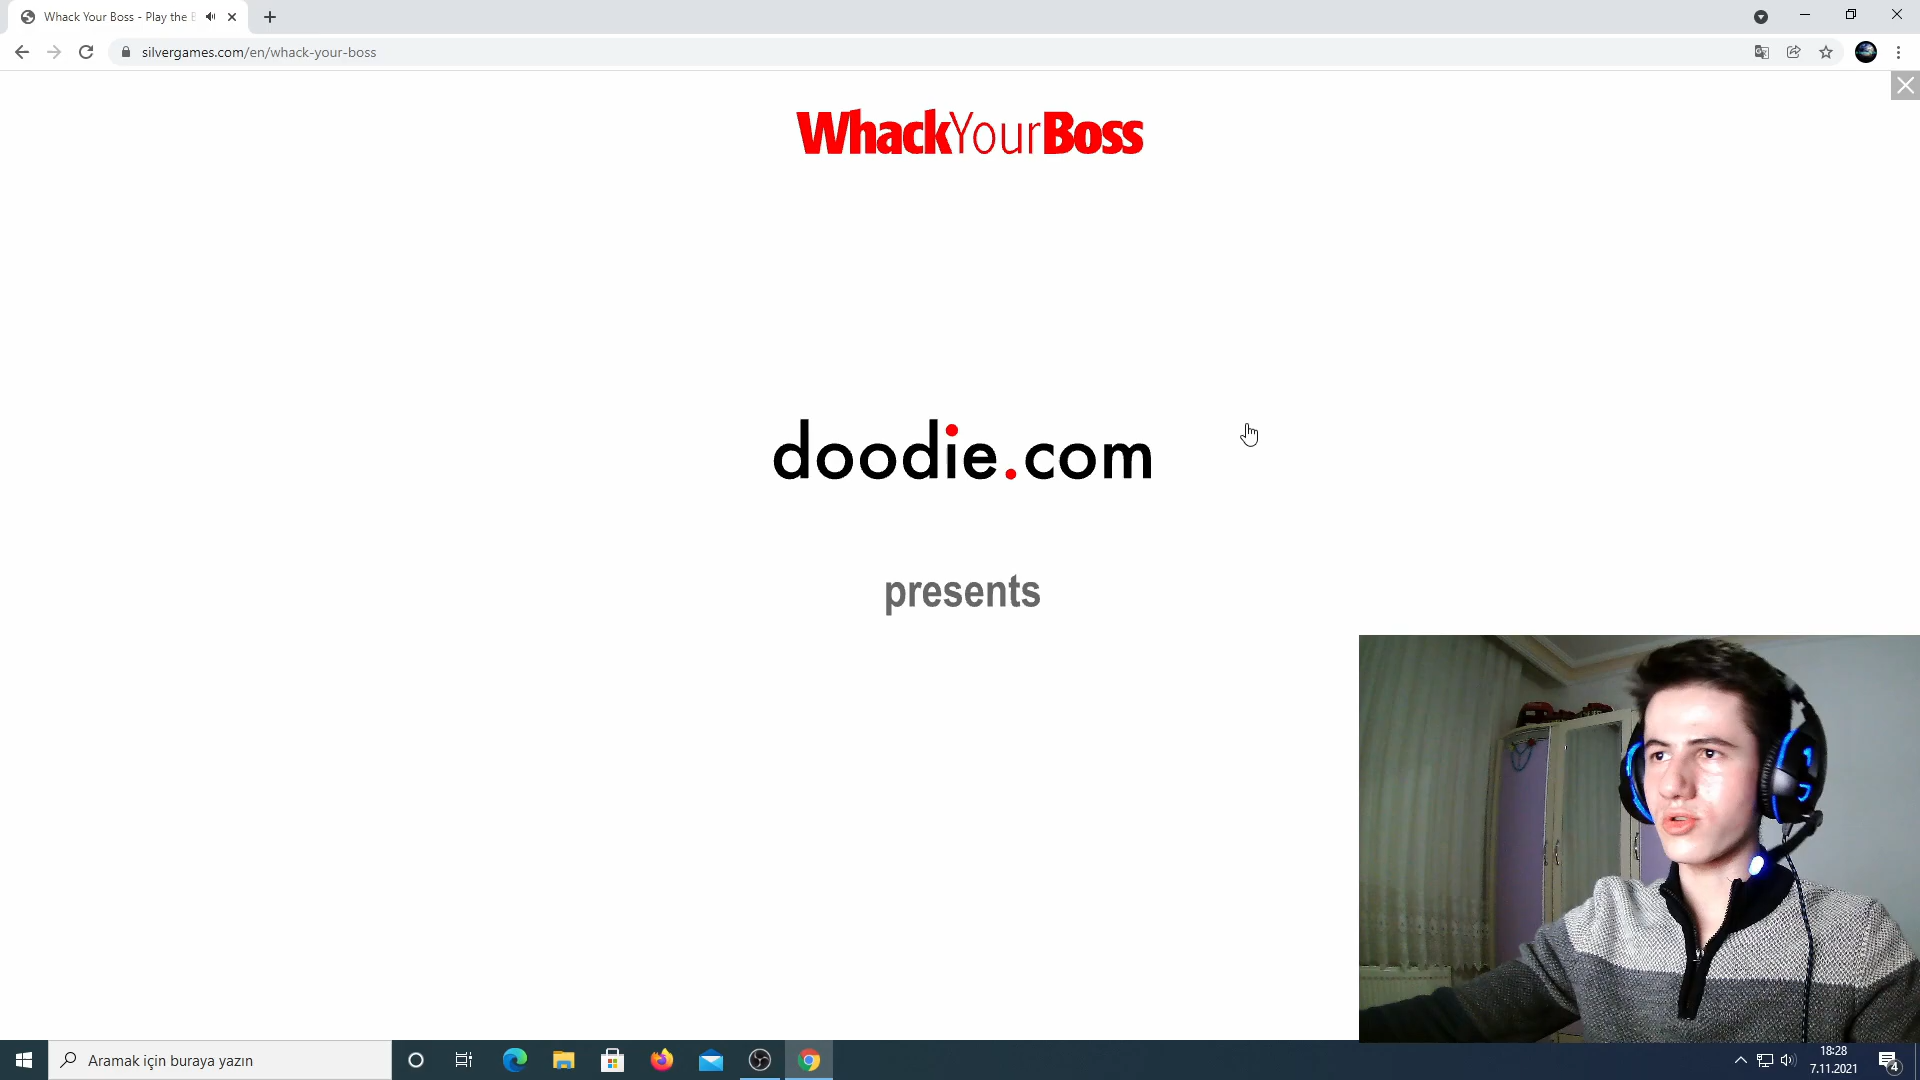 Whack Your Boss - Play the B
silvergames.com/en/whack-your-boss
WhackYourBoss
doodie.com
presents
Aramak için buraya yazın
18:28
7.11.2021
4